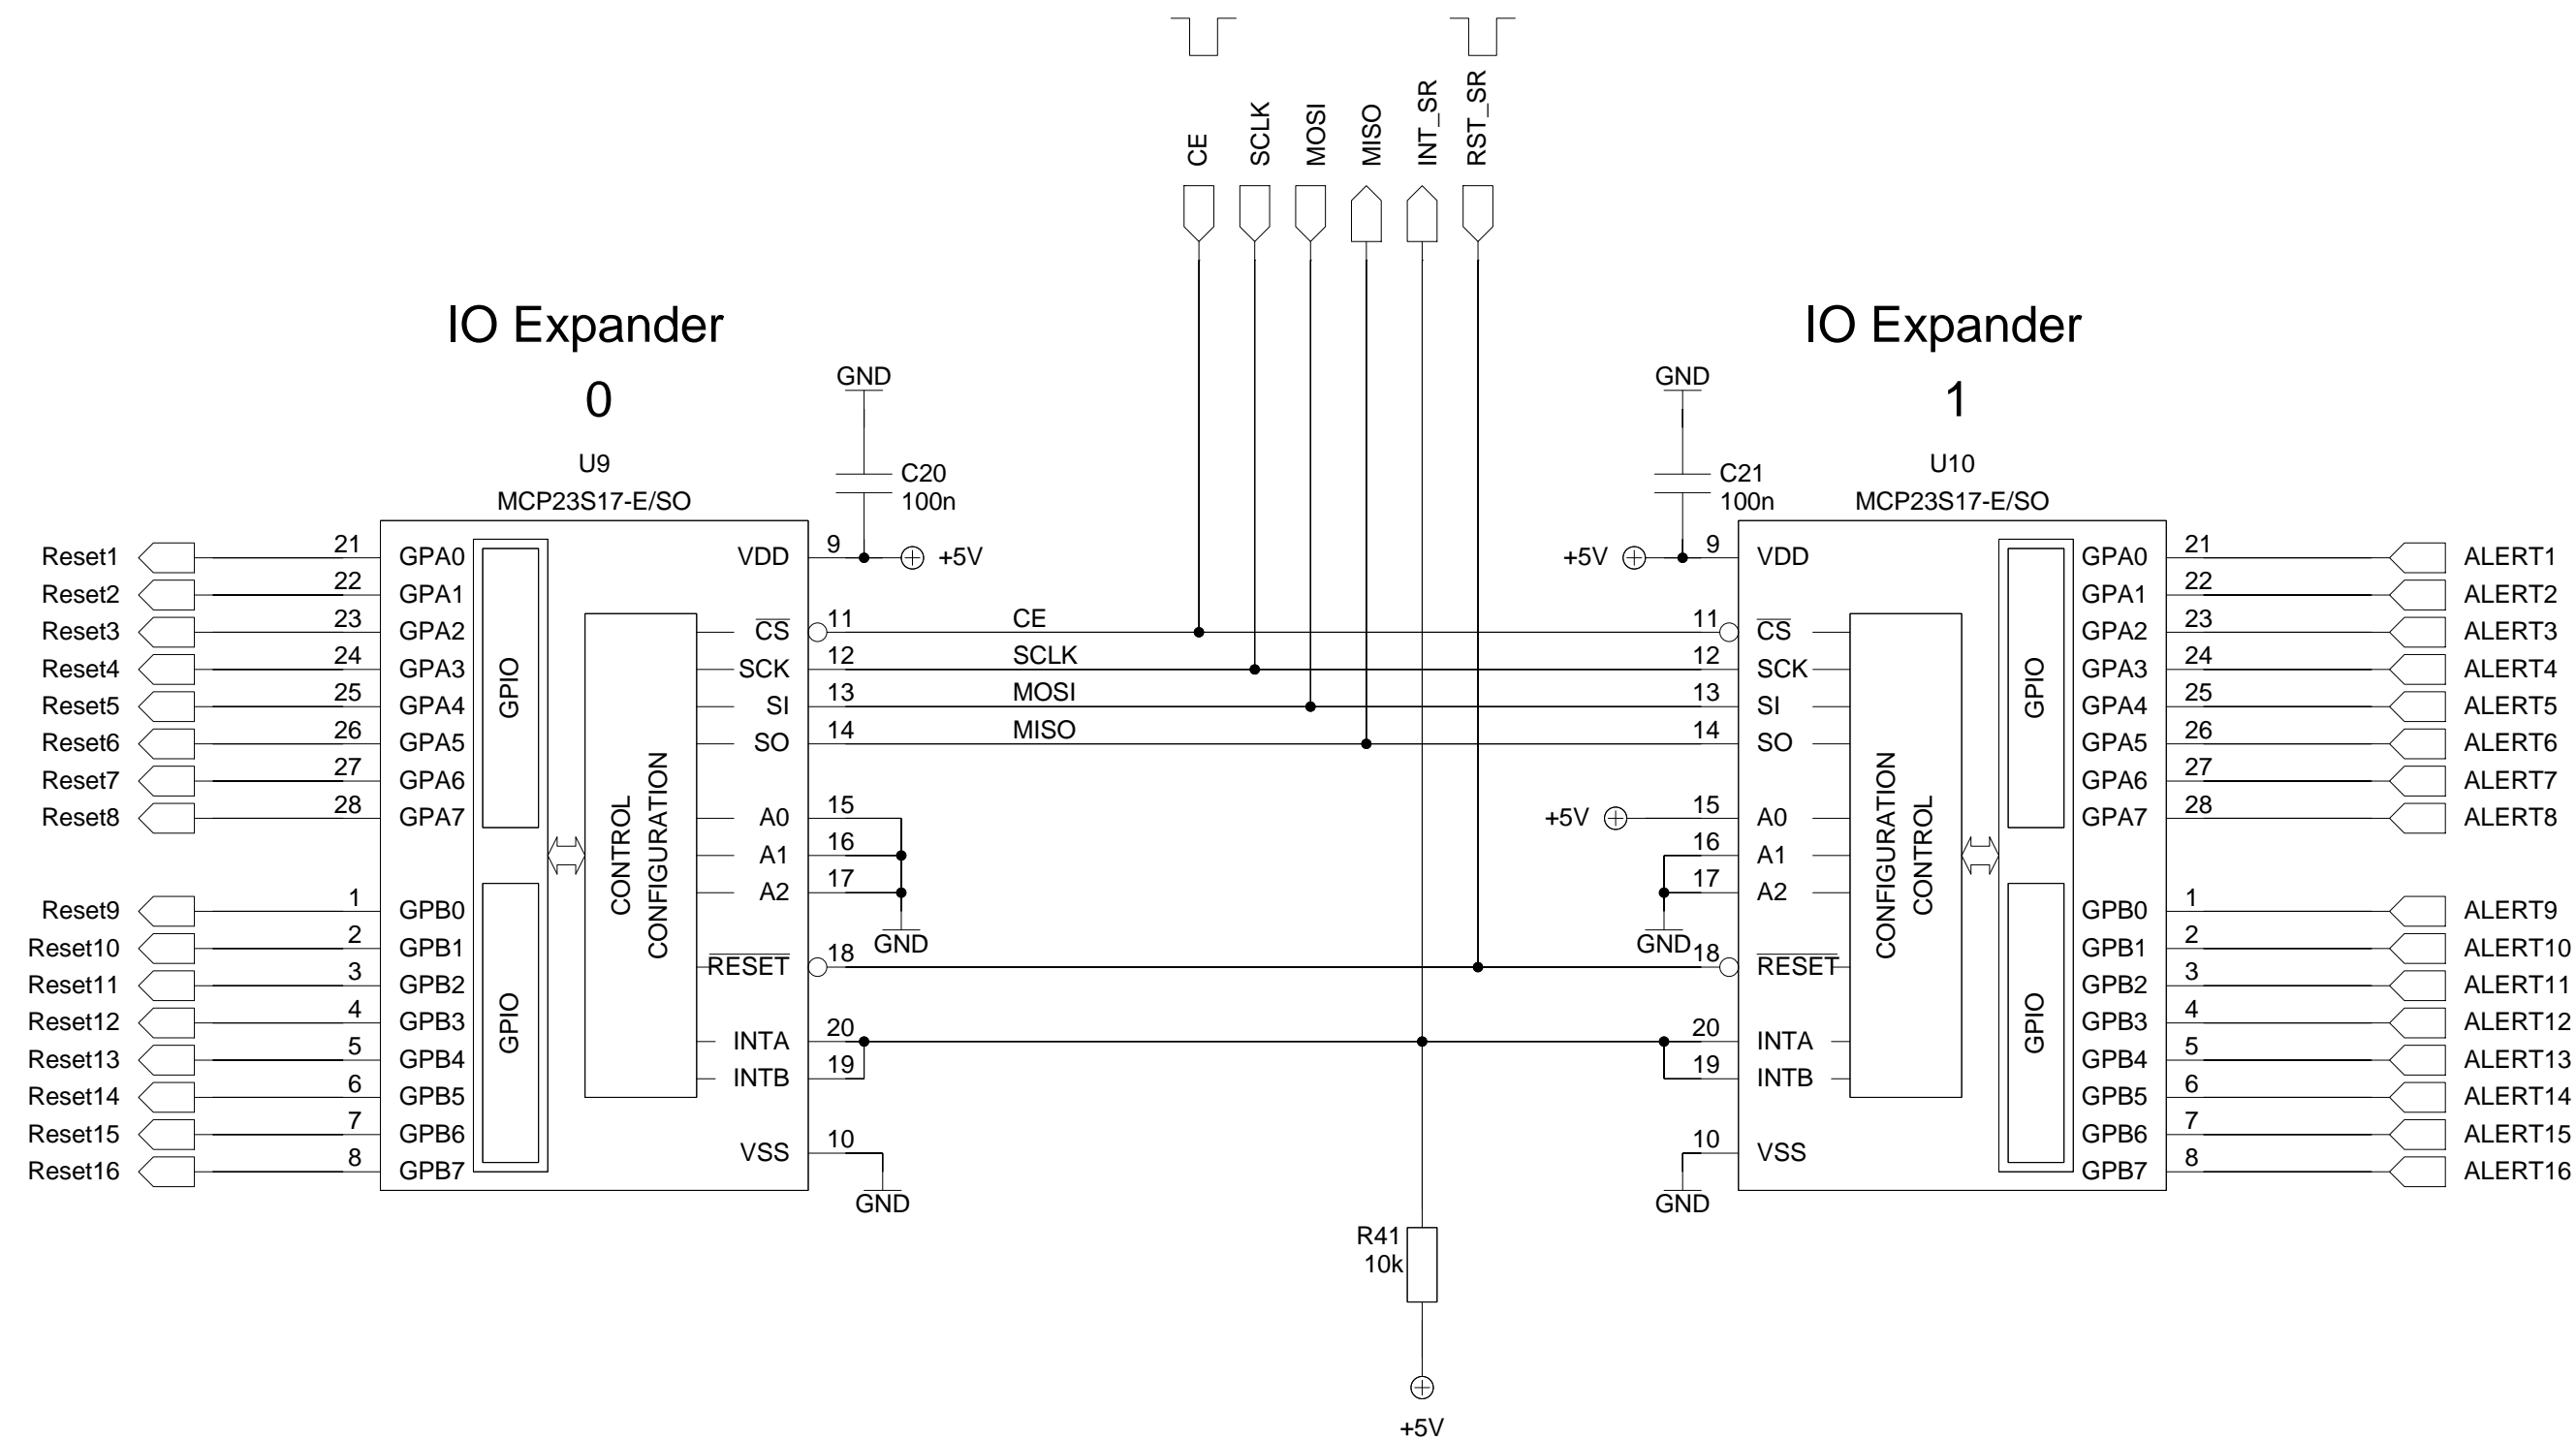 CE
SCLK
MOSI
MISO
INT_SR
RST_SR
IO Expander
0
U9
MCP23S17-E/SO
GND
C20
100n
+5V
Reset1
Reset2
Reset3
Reset4
Reset5
Reset6
Reset7
Reset8
Reset9
Reset10
Reset11
Reset12
Reset13
Reset14
Reset15
Reset16
21 GPA0
22 GPA1
23 GPA2
24 GPA3
25 GPA4
26 GPA5
27 GPA6
28 GPA7
1 GPB0
2 GPB1
3 GPB2
4 GPB3
5 GPB4
6 GPB5
7 GPB6
8 GPB7
GPIO
GPIO
CONTROL
CONFIGURATION
VDD 9
CS 11
SCK 12
SI 13
SO 14
A0 15
A1 16
A2 17
GND
RESET 18
INTA 20
INTB 19
VSS 10
GND
CE
SCLK
MOSI
MISO
R41
10k
+5V
IO Expander
1
U10
MCP23S17-E/SO
GND
C21
100n
+5V
9 VDD
11 CS
12 SCK
13 SI
14 SO
+5V
15 A0
16 A1
17 A2
GND
18 RESET
20 INTA
19 INTB
10 VSS
GND
CONFIGURATION
CONTROL
GPIO
GPIO
GPA0 21
GPA1 22
GPA2 23
GPA3 24
GPA4 25
GPA5 26
GPA6 27
GPA7 28
GPB0 1
GPB1 2
GPB2 3
GPB3 4
GPB4 5
GPB5 6
GPB6 7
GPB7 8
ALERT1
ALERT2
ALERT3
ALERT4
ALERT5
ALERT6
ALERT7
ALERT8
ALERT9
ALERT10
ALERT11
ALERT12
ALERT13
ALERT14
ALERT15
ALERT16